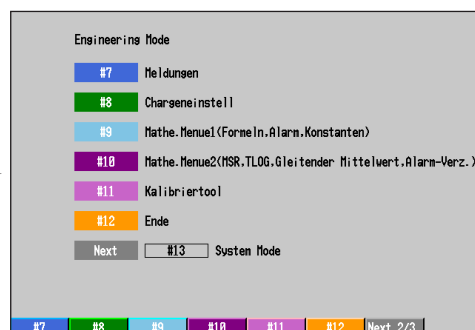 Engineering Mode
#7 Meldungen
#8 Chargeneinstell
#9 Mathe.Menue1(Formeln.Alarm.Konstanten)
#10 Mathe.Menue2(MSR,TLOG,Gleitender Mittelwert,Alarm-Verz.)
#11 Kalibriertool
#12 Ende
Next #13 System Mode
#7 #8 #9 #10 #11 #12 Next 2/3